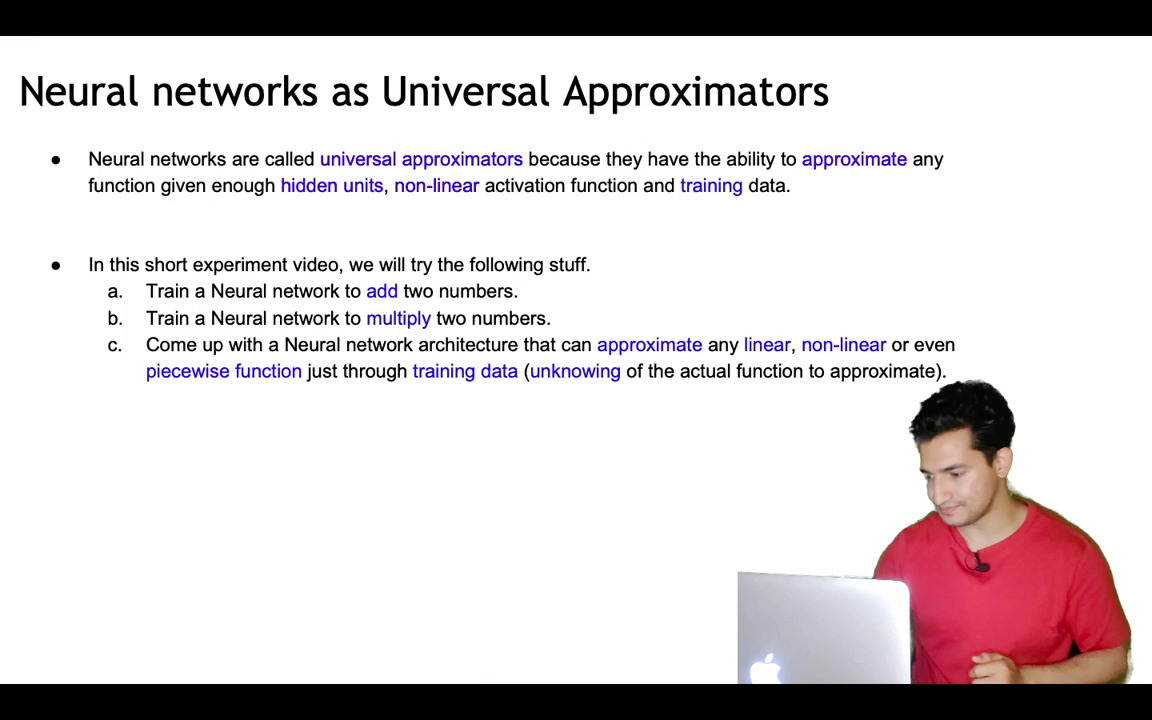 Neural networks as Universal Approximators
● Neural networks are called universal approximators because they have the ability to approximate any
function given enough hidden units, non-linear activation function and training data.
● In this short experiment video, we will try the following stuff.
a. Train a Neural network to add two numbers.
b. Train a Neural network to multiply two numbers.
c. Come up with a Neural network architecture that can approximate any linear, non-linear or even
piecewise function just through training data (unknowing of the actual function to approximate).